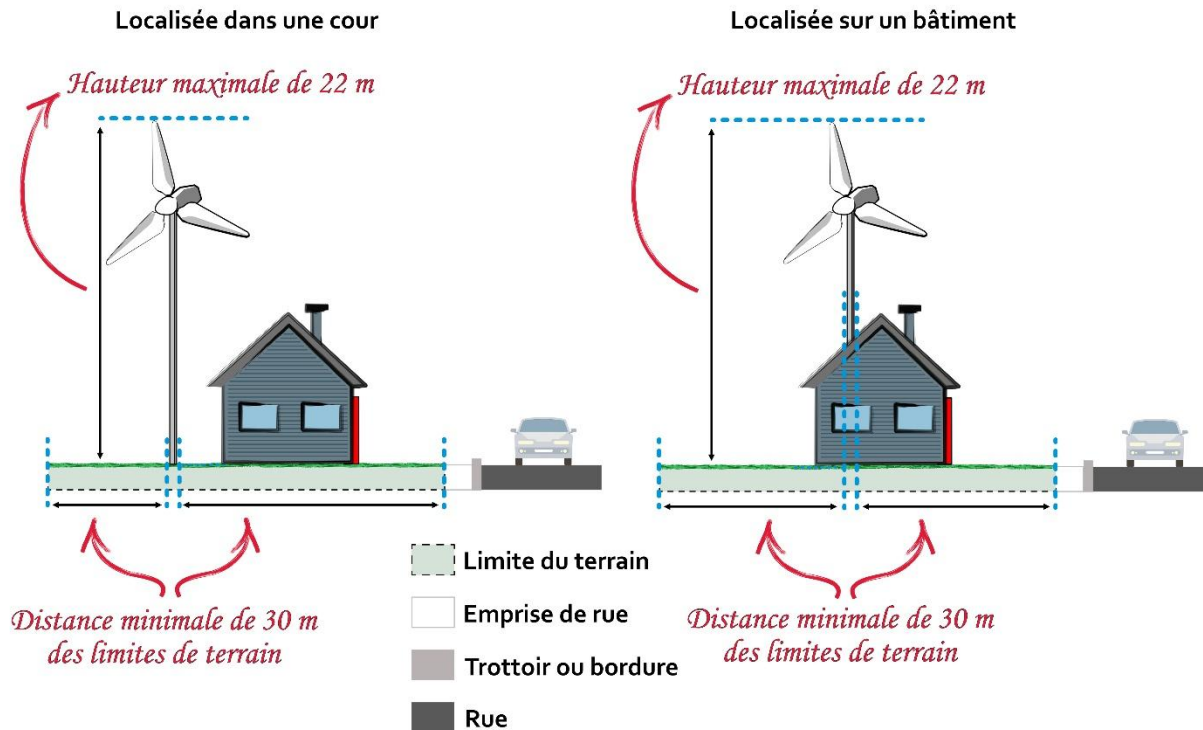 Localisée dans une cour
Localisée sur un bâtiment
Hauteur maximale de 22 m
Hauteur maximale de 22 m
Limite du terrain
Emprise de rue
Trottoir ou bordure
Rue
Distance minimale de 30 m
des limites de terrain
Distance minimale de 30 m
des limites de terrain